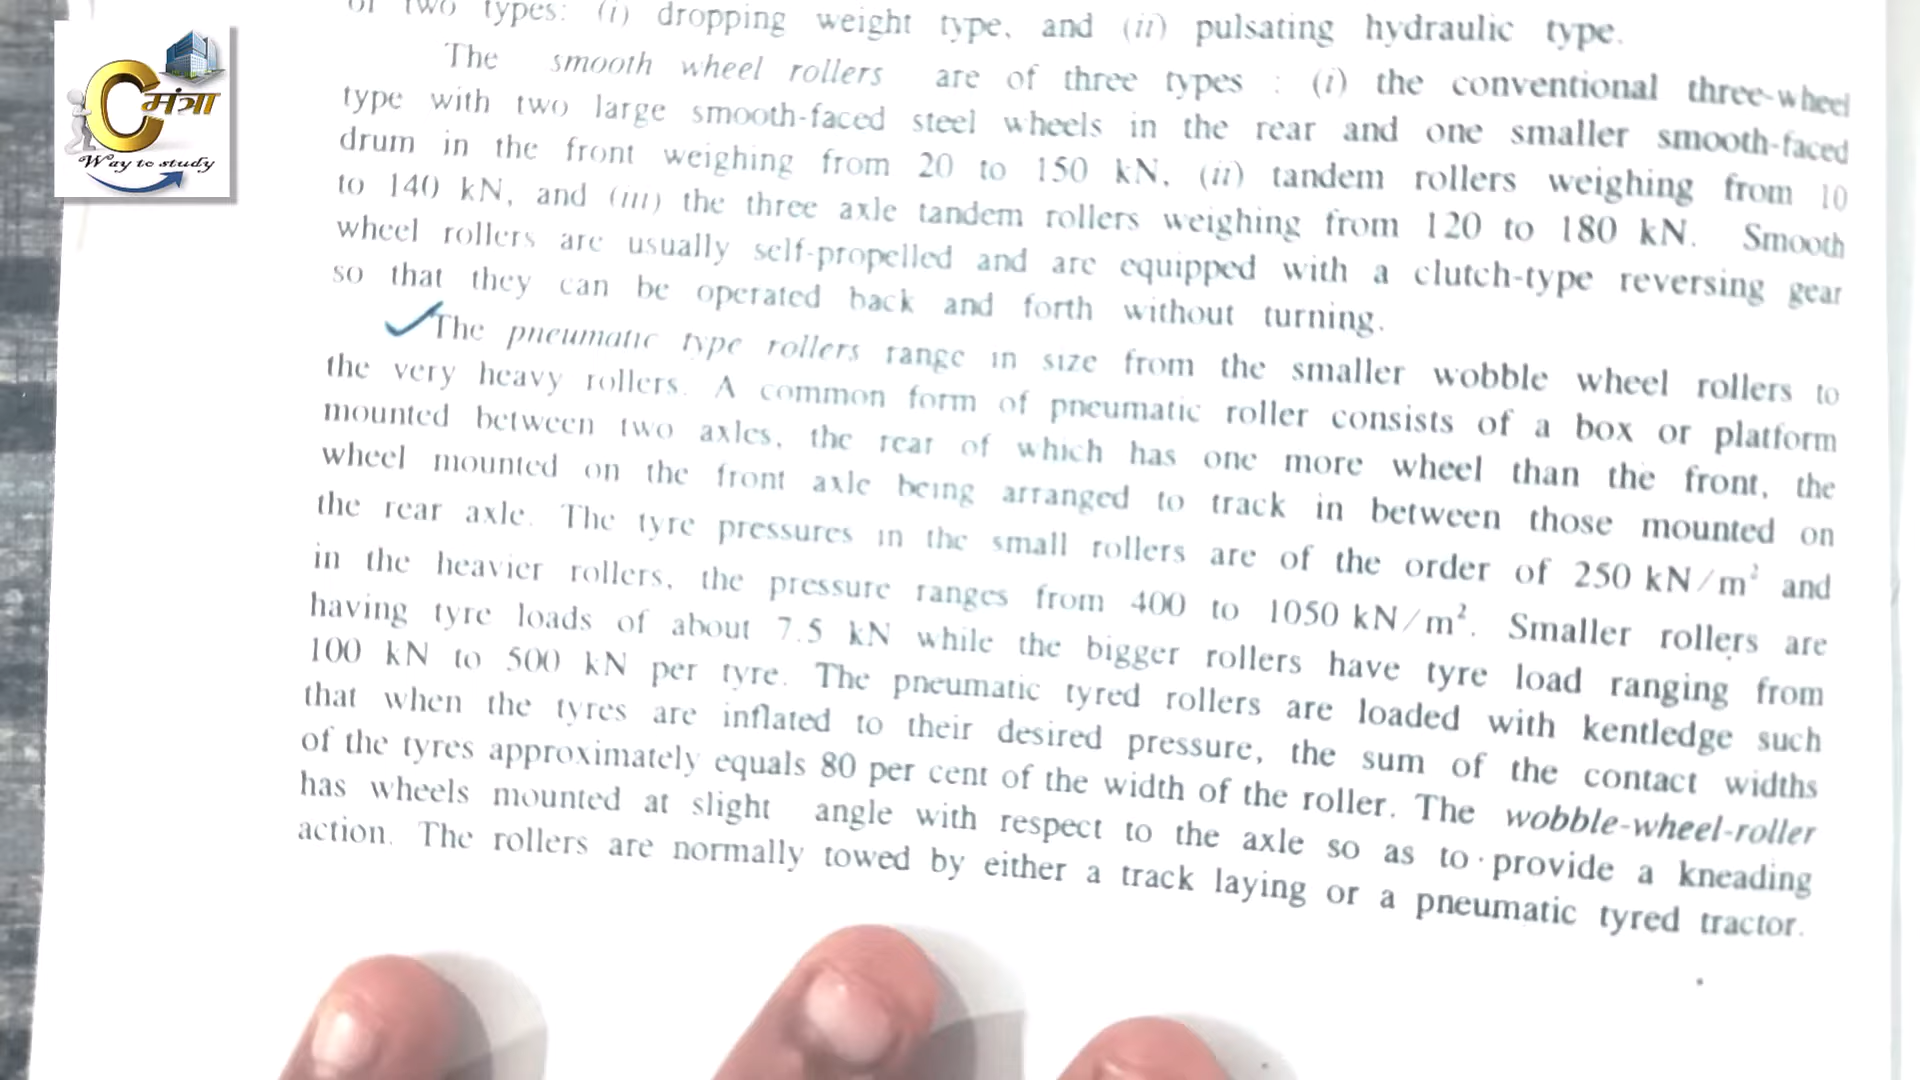 C मंत्रा
Way to study
of two types: (i) dropping weight type, and (ii) pulsating hydraulic type.
The smooth wheel rollers are of three types : (i) the conventional three-wheel
type with two large smooth-faced steel wheels in the rear and one smaller smooth-faced
drum in the front weighing from 20 to 150 kN, (ii) tandem rollers weighing from 10
to 140 kN, and (iii) the three axle tandem rollers weighing from 120 to 180 kN. Smooth
wheel rollers are usually self-propelled and are equipped with a clutch-type reversing gear
so that they can be operated back and forth without turning.
The pneumatic type rollers range in size from the smaller wobble wheel rollers to
the very heavy rollers. A common form of pneumatic roller consists of a box or platform
mounted between two axles, the rear of which has one more wheel than the front, the
wheel mounted on the front axle being arranged to track in between those mounted on
the rear axle. The tyre pressures in the small rollers are of the order of 250 kN/m² and
in the heavier rollers, the pressure ranges from 400 to 1050 kN/m². Smaller rollers are
having tyre loads of about 7.5 kN while the bigger rollers have tyre load ranging from
100 kN to 500 kN per tyre. The pneumatic tyred rollers are loaded with kentledge such
that when the tyres are inflated to their desired pressure, the sum of the contact widths
of the tyres approximately equals 80 per cent of the width of the roller. The wobble-wheel-roller
has wheels mounted at slight angle with respect to the axle so as to provide a kneading
action. The rollers are normally towed by either a track laying or a pneumatic tyred tractor.